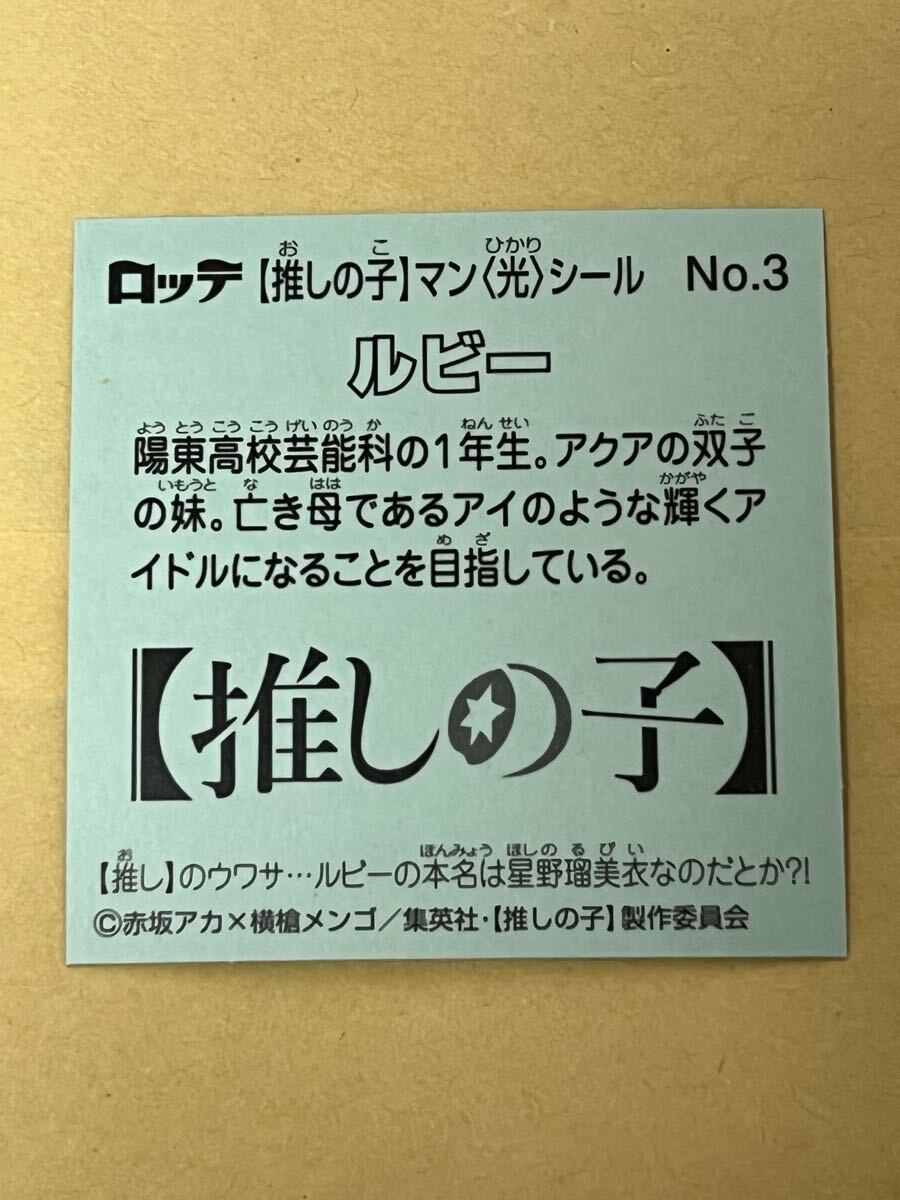 ロッテ【推しの子】マン〈光〉シール No.3
ルビー
陽東高校芸能科の1年生。アクアの双子
の妹。亡き母であるアイのような輝くア
イドルになることを目指している。
【推しの子】
【推し】のウワサ…ルビーの本名は星野瑠美衣なのだとか?!
©赤坂アカ×横槍メンゴ／集英社・【推しの子】製作委員会